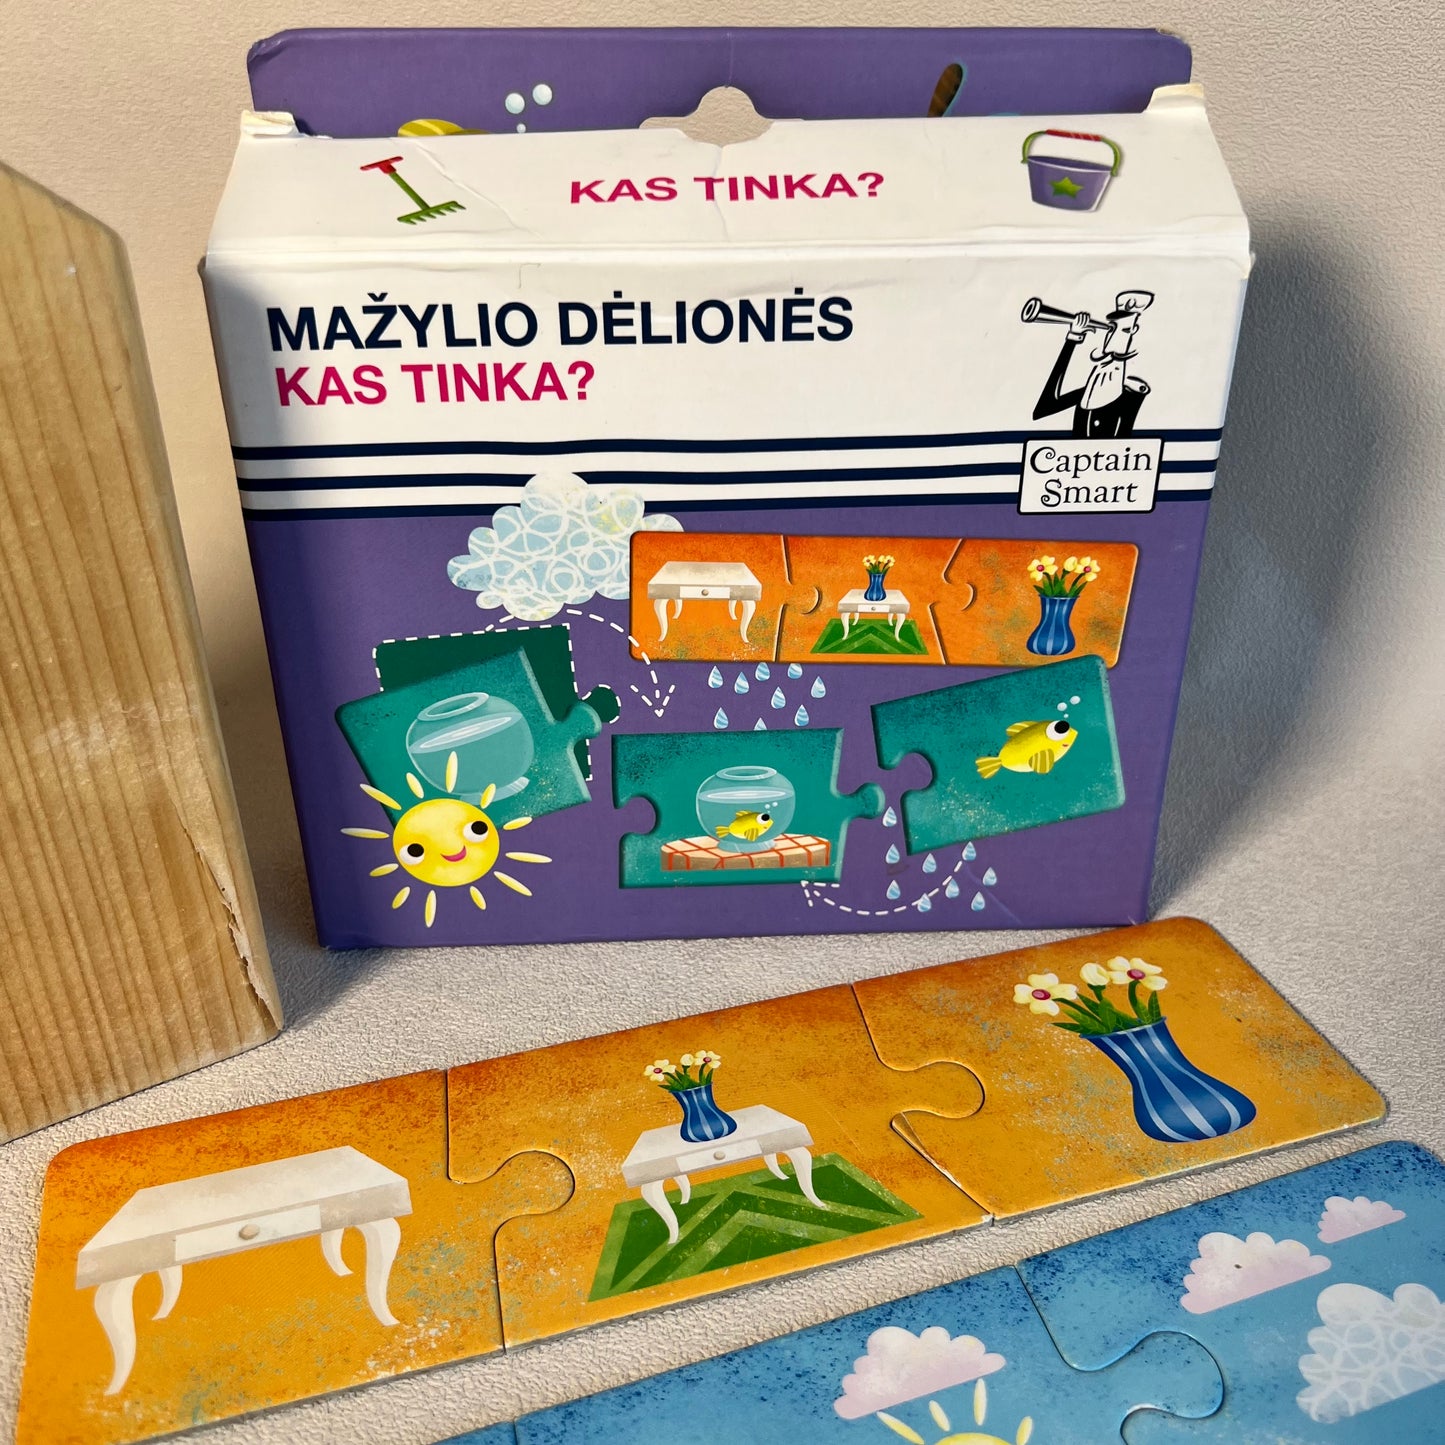 KAS TINKA?
MAŽYLIO DĖLIONĖS
KAS TINKA?
Captain
Smart